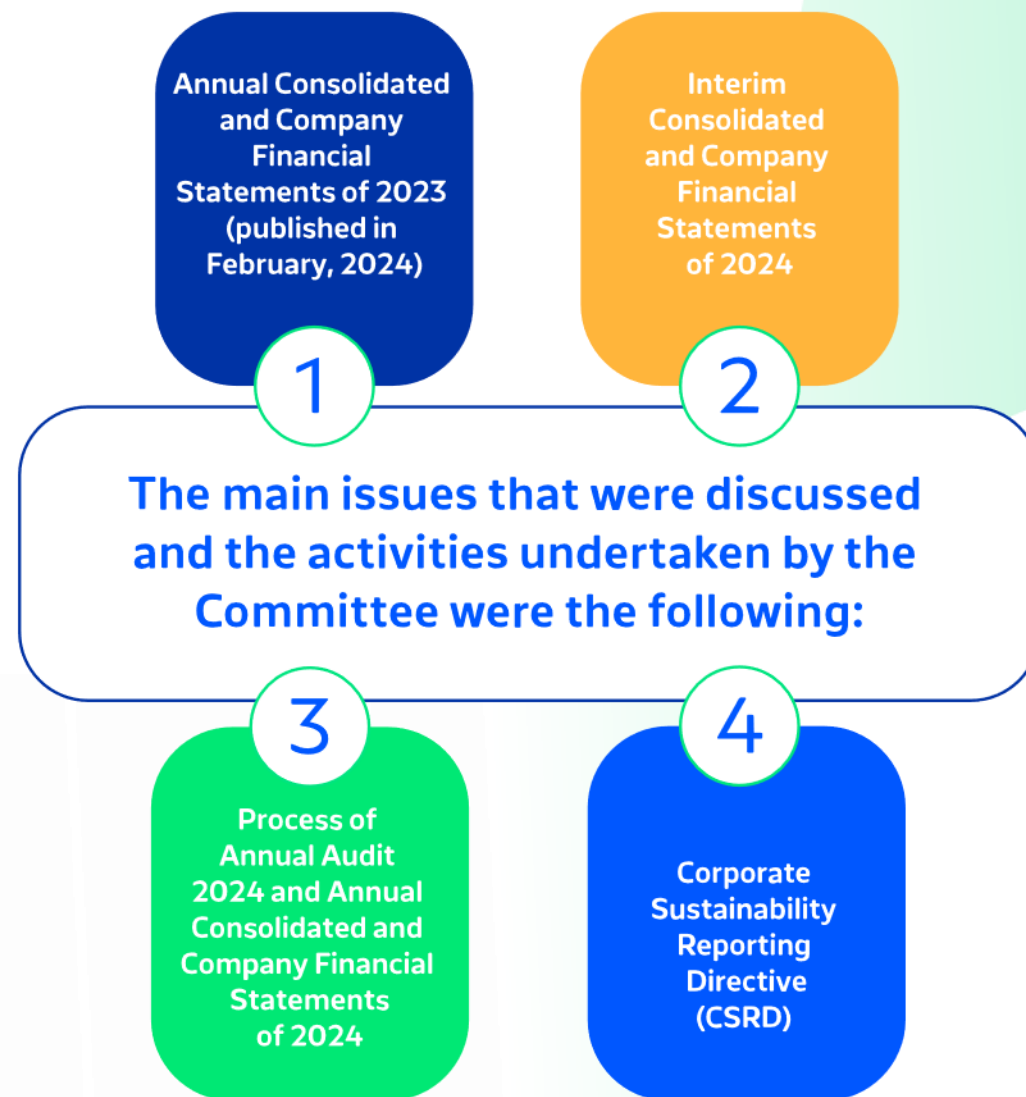 Annual Consolidated
and Company
Financial
Statements of 2023
(published in
February, 2024)
1
Interim
Consolidated
and Company
Financial
Statements
of 2024
2
The main issues that were discussed
and the activities undertaken by the
Committee were the following:
3
Process of
Annual Audit
2024 and Annual
Consolidated and
Company Financial
Statements
of 2024
4
Corporate
Sustainability
Reporting
Directive
(CSRD)